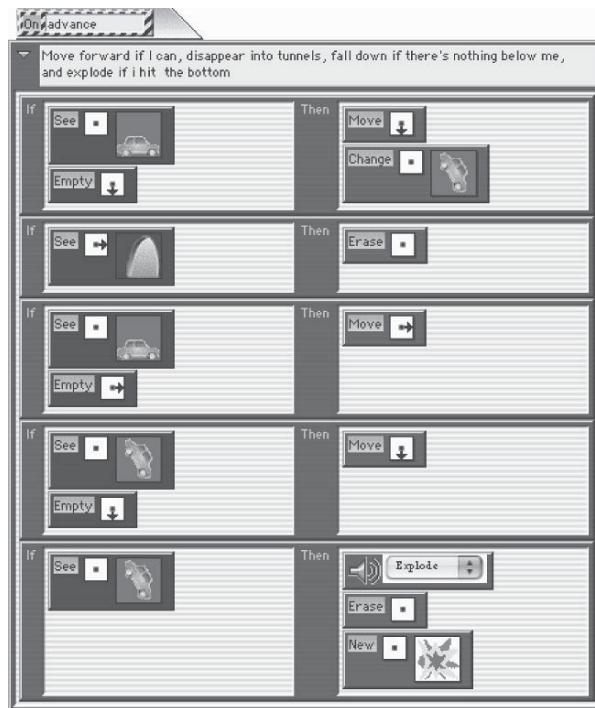 On advance
Move forward if I can, disappear into tunnels, fall down if there's nothing below me,
and explode if i hit the bottom
If
See
Empty
Then
Move
Change
If
See
Then
Erase
If
See
Empty
Then
Move
If
See
Empty
Then
Move
If
See
Then
Explode
Erase
New